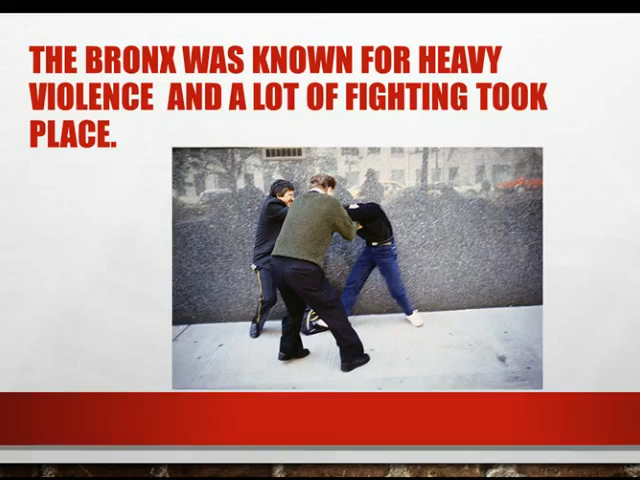 THE BRONX WAS KNOWN FOR HEAVY
VIOLENCE AND A LOT OF FIGHTING TOOK
PLACE.